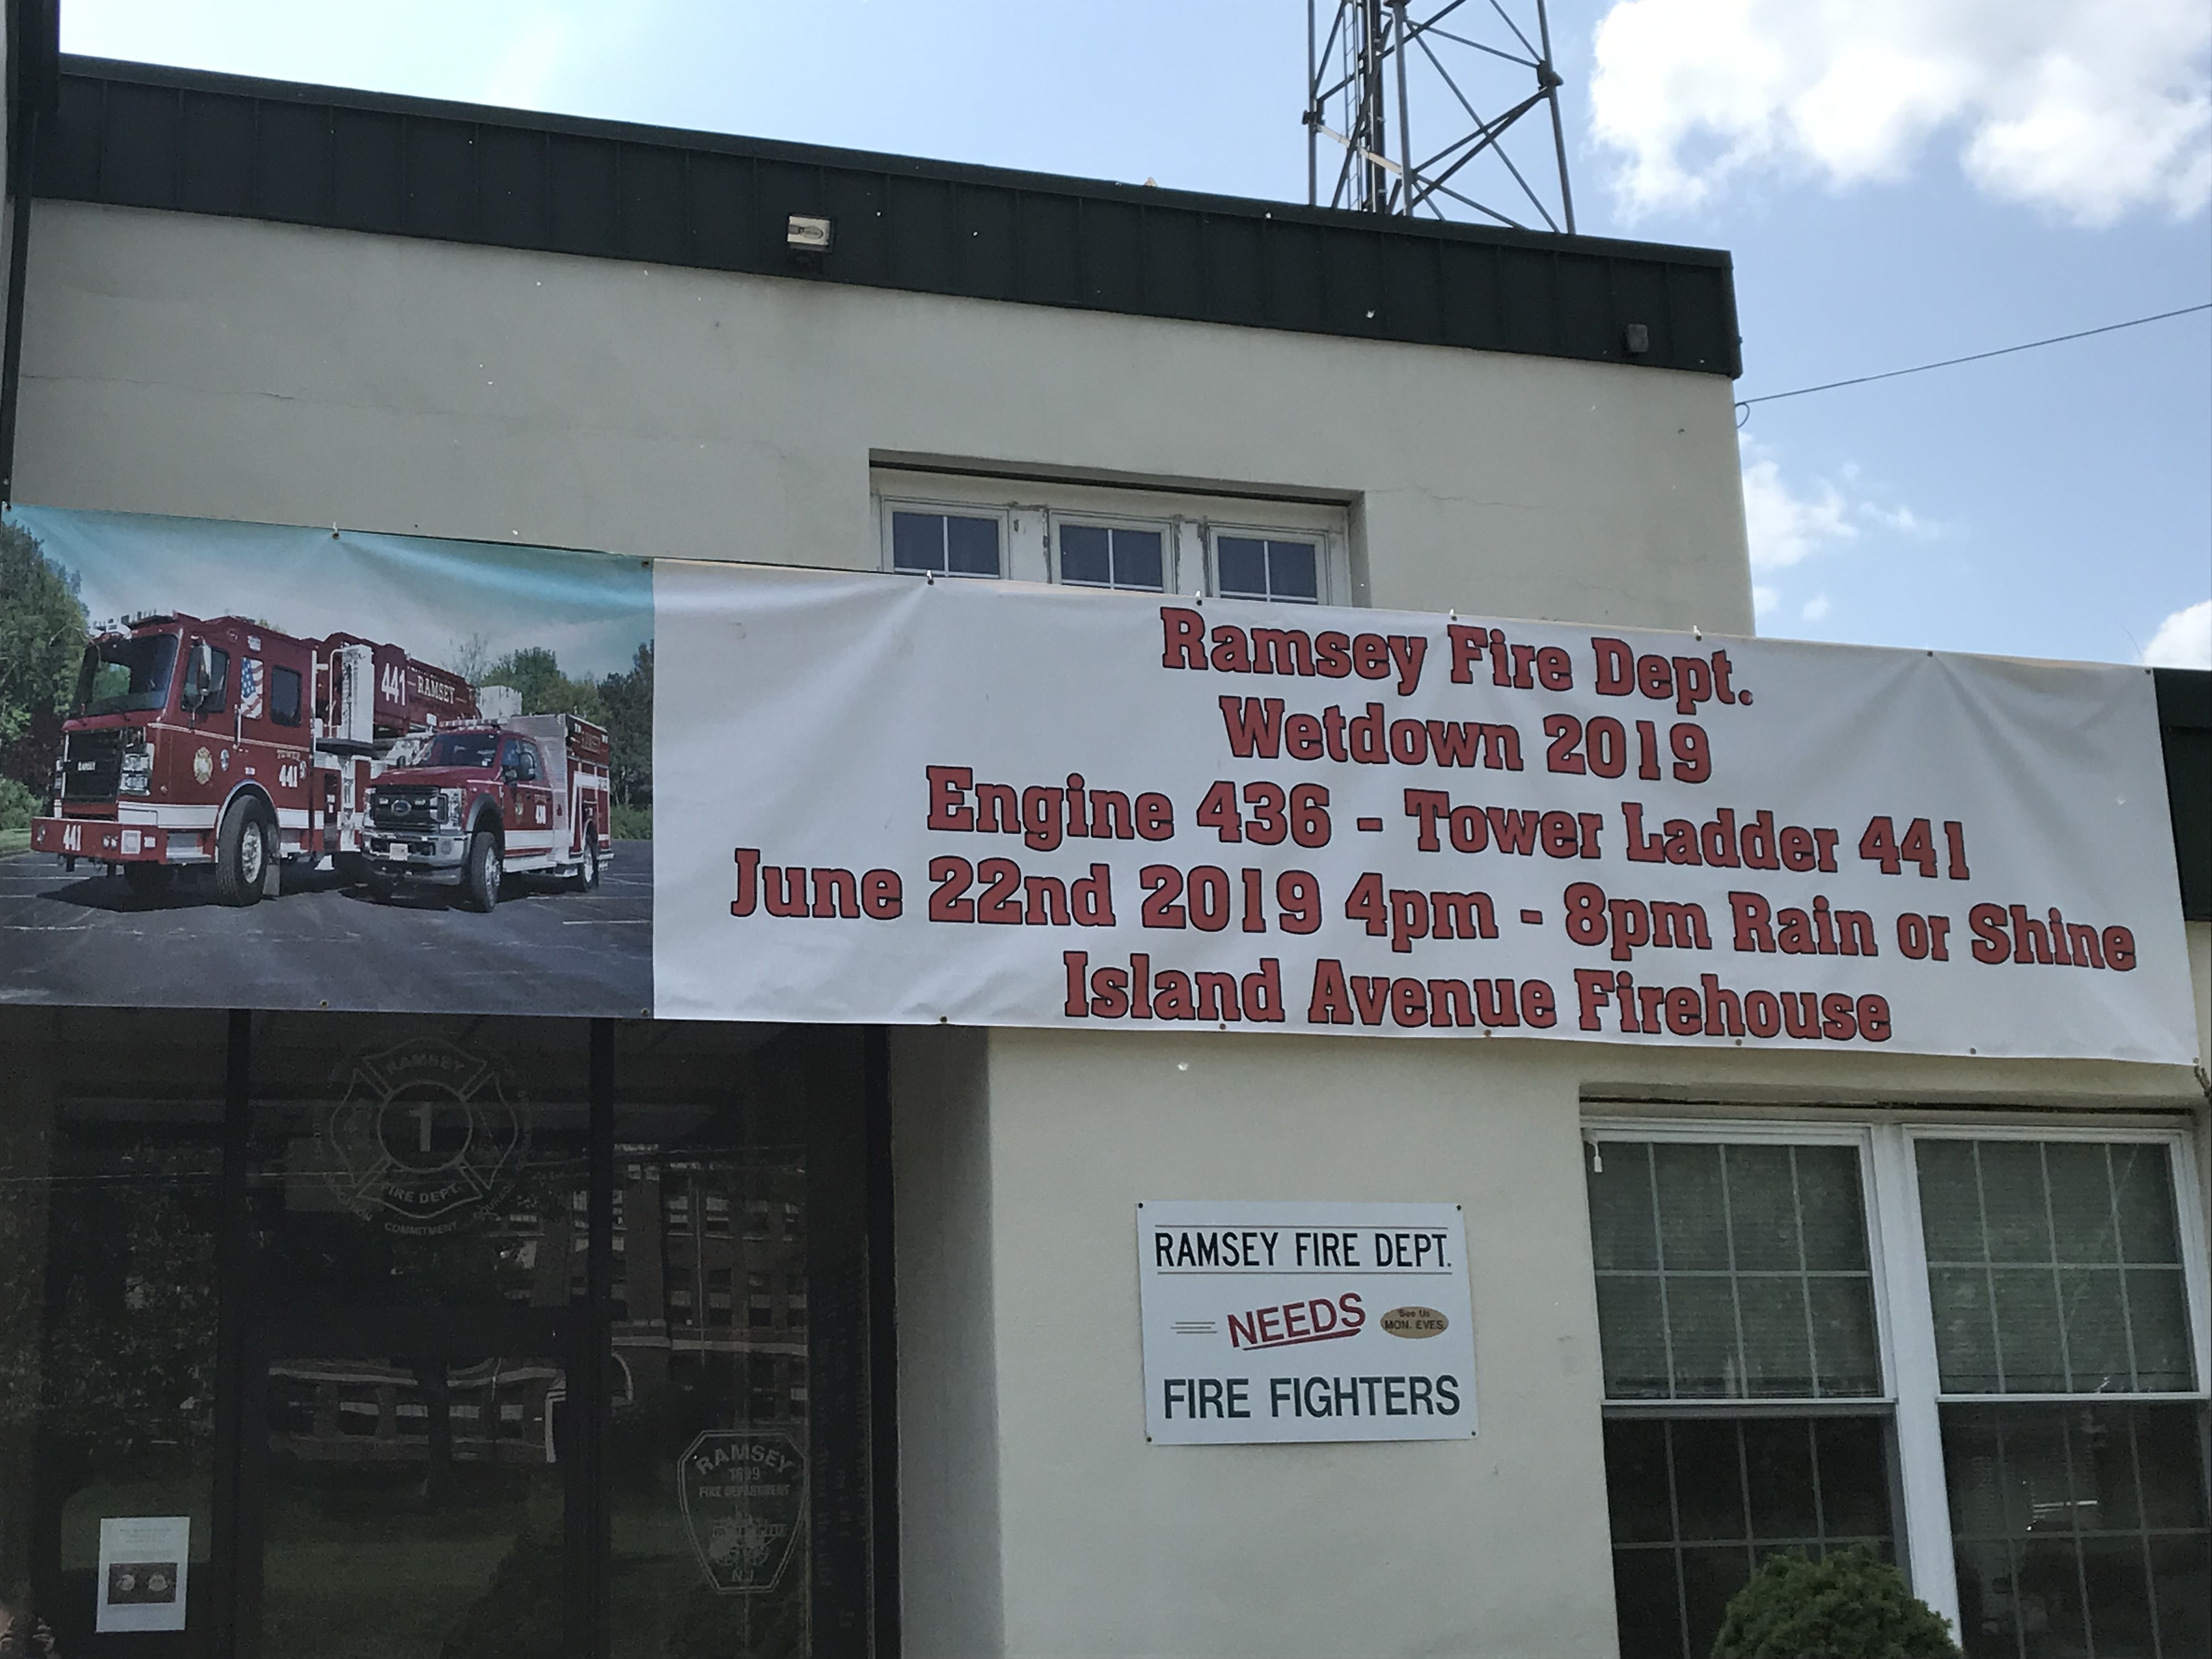 441
RAMSEY
RAMSEY
441
441
RAMSEY
Ramsey Fire Dept.
Wetdown 2019
Engine 436 - Tower Ladder 441
June 22nd 2019 4pm - 8pm Rain or Shine
Island Avenue Firehouse
RAMSEY
1
FIRE DEPT.
COMMITMENT
RAMSEY FIRE DEPT.
NEEDS
See Us
MON. EVES.
FIRE FIGHTERS
RAMSEY
1899
FIRE DEPARTMENT
NJ